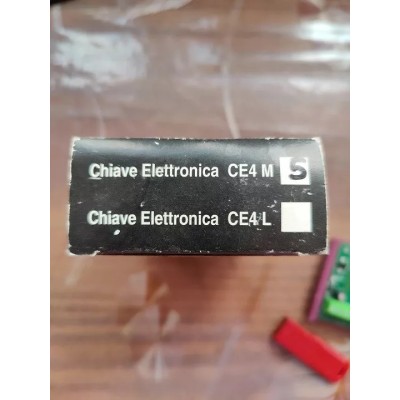 Chiave Elettronica CE4 M S
Chiave Elettronica CE4 L